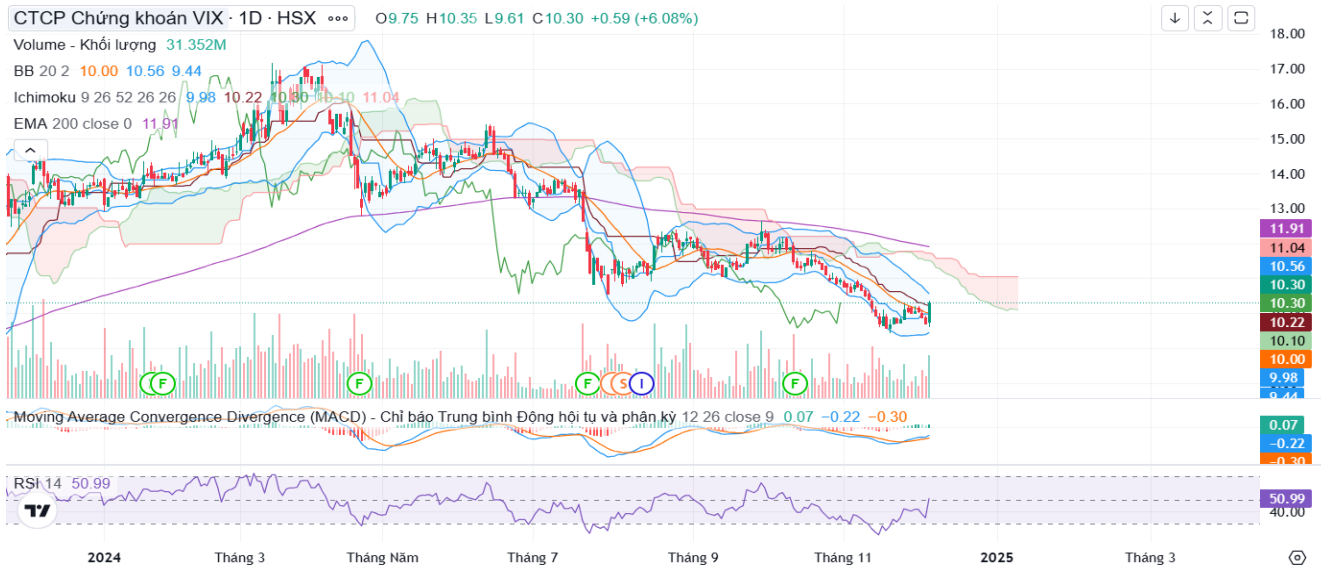 CTCP Chứng khoán VIX · 1D · HSX ••• O9.75 H10.35 L9.61 C10.30 +0.59 (+6.08%)
Volume - Khối lượng 31.352M
BB 20 2 10.00 10.56 9.44
Ichimoku 9 26 52 26 26 9.98 10.22 10.30 10.10 11.04
EMA 200 close 0 11.91
18.00
17.00
16.00
15.00
14.00
13.00
11.91
11.04
10.56
10.30
10.30
10.22
10.10
10.00
9.98
9.44
F
F
F
S
I
F
Moving Average Convergence Divergence (MACD) - Chỉ báo Trung bình Động hội tụ và phân kỳ 12 26 close 9 0.07 −0.22 −0.30
0.07
−0.22
−0.30
RSI 14 50.99
50.99
40.00
2024 Tháng 3 Tháng Năm Tháng 7 Tháng 9 Tháng 11 2025 Tháng 3